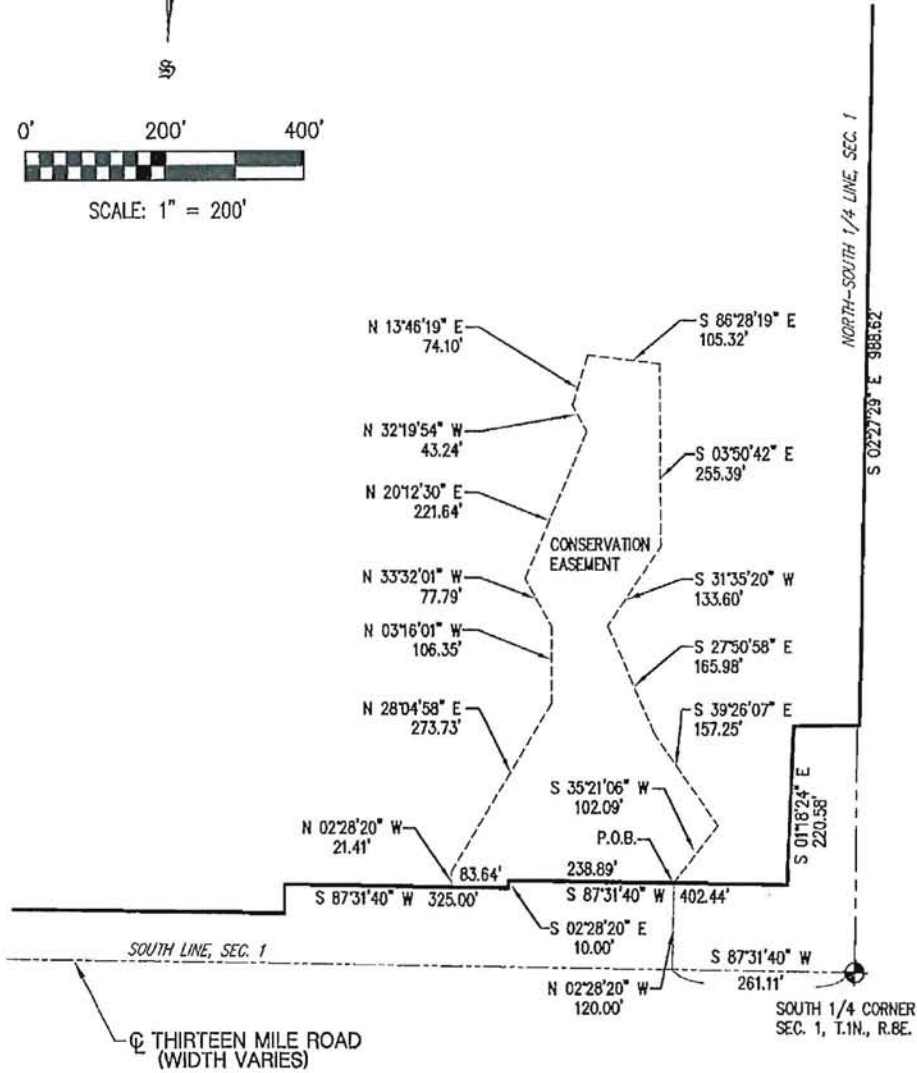 S
0' 200' 400'
SCALE: 1" = 200'
NORTH-SOUTH 1/4 LINE, SEC. 1
S 02°27'29" E 988.62'
N 13°46'19" E
74.10'
S 86°28'19" E
105.32'
N 32°19'54" W
43.24'
S 03°50'42" E
255.39'
N 20°12'30" E
221.64'
CONSERVATION
EASEMENT
N 33°32'01" W
77.79'
S 31°35'20" W
133.60'
N 03°16'01" W
106.35'
S 27°50'58" E
165.98'
N 28°04'58" E
273.73'
S 39°26'07" E
157.25'
S 35°21'06" W
102.09'
S 01°18'24" E
220.58'
N 02°28'20" W
21.41'
P.O.B.
83.64' 238.89'
S 87°31'40" W 325.00' S 87°31'40" W 402.44'
S 02°28'20" E
10.00'
SOUTH LINE, SEC. 1
S 87°31'40" W
261.11'
N 02°28'20" W
120.00'
SOUTH 1/4 CORNER
SEC. 1, T.1N., R.8E.
℄ THIRTEEN MILE ROAD
(WIDTH VARIES)